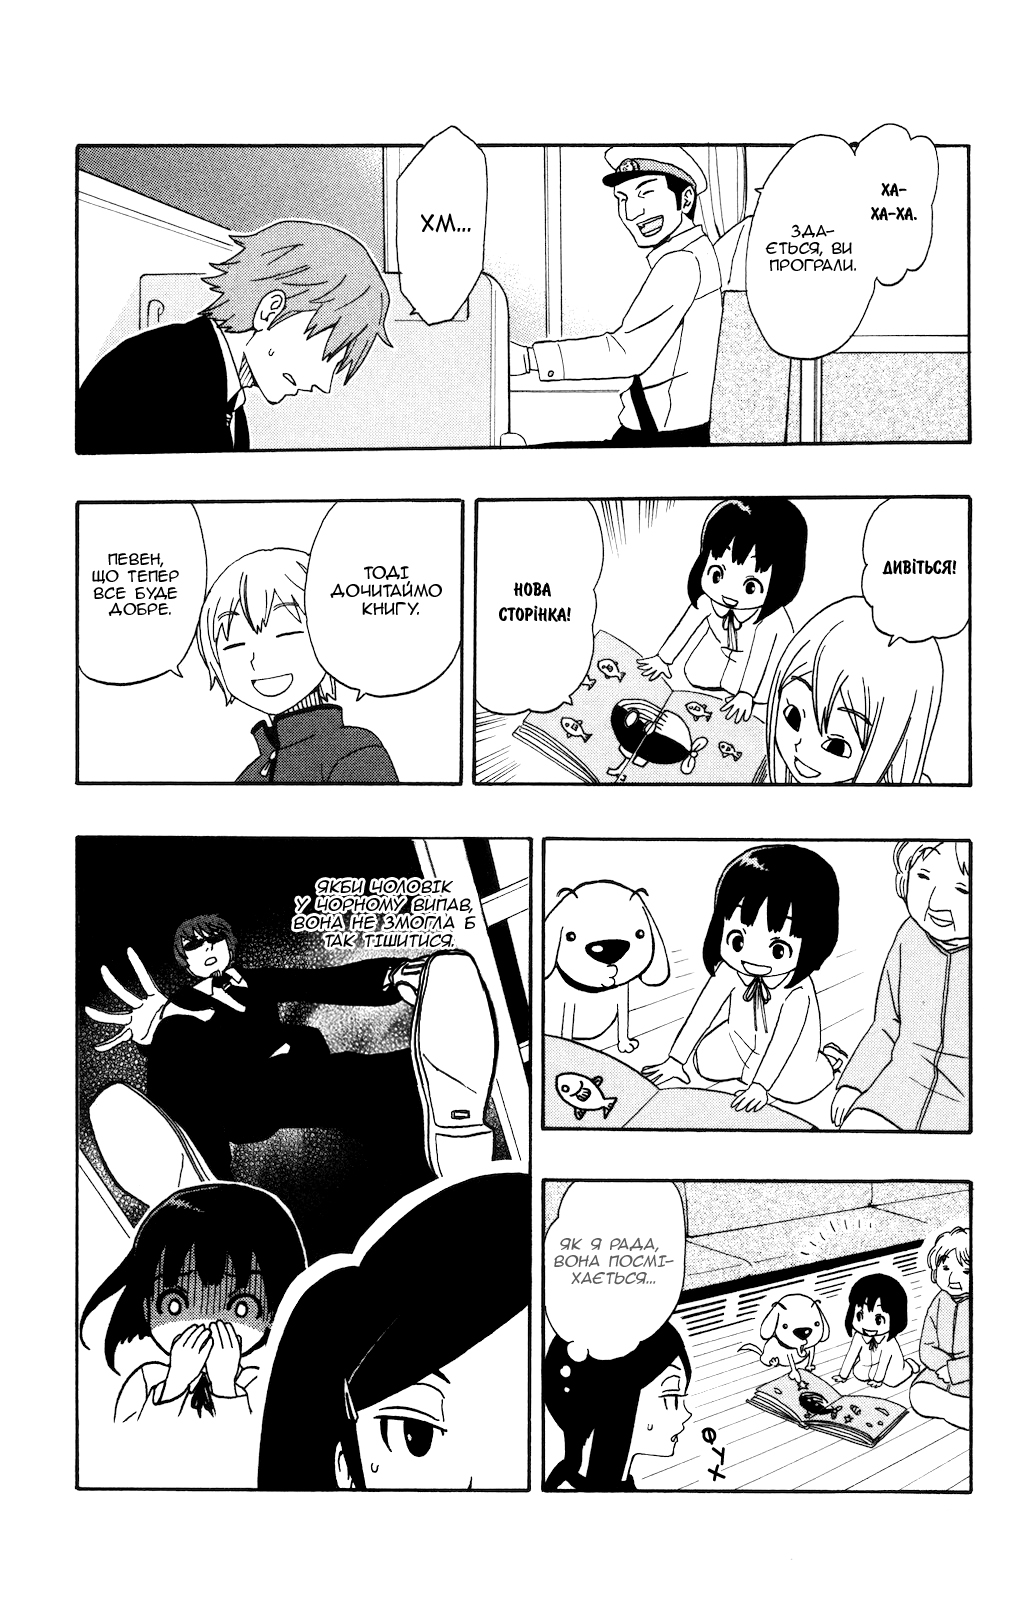 ХА-
ХА-ХА.
ЗДА-
ЄТЬСЯ, ВИ
ПРОГРАЛИ.
ХМ...
ДИВІТЬСЯ!
НОВА
СТОРІНКА!
ТОДІ
ДОЧИТАЙМО
КНИГУ.
ПЕВЕН,
ЩО ТЕПЕР
ВСЕ БУДЕ
ДОБРЕ.
ЯК Я РАДА,
ВОНА ПОСМІ-
ХАЄТЬСЯ...
ФТХ
ЯКБИ ЧОЛОВІК
У ЧОРНОМУ ВИПАВ,
ВОНА НЕ ЗМОГЛА Б
ТАК ТІШИТИСЯ.